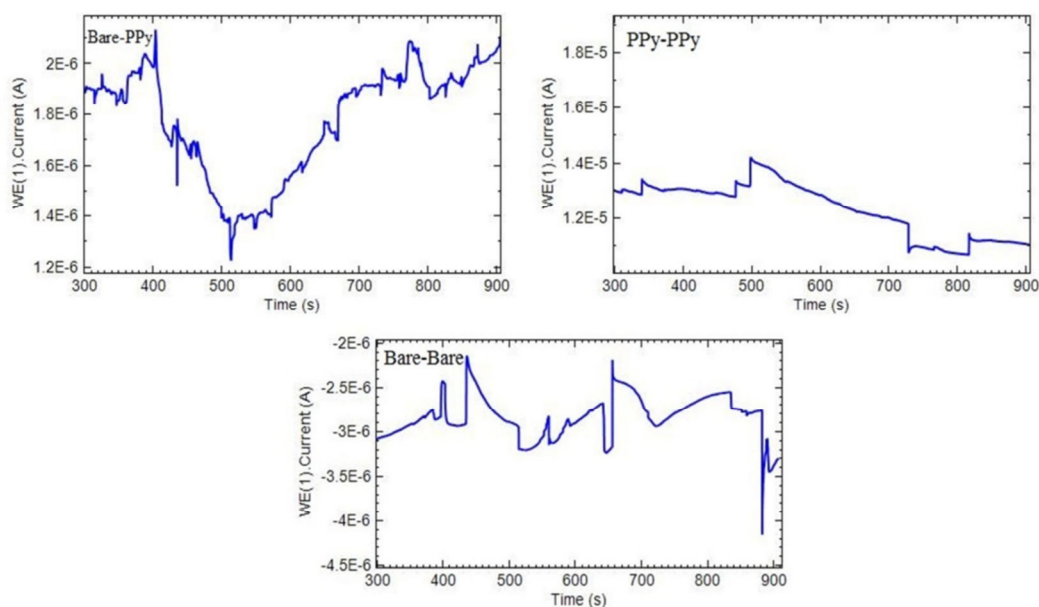 Bare-PPy
WE(1).Current (A)
2E-6
1.8E-6
1.6E-6
1.4E-6
1.2E-6
300 400 500 600 700 800 900
Time (s)
PPy-PPy
WE(1).Current (A)
1.8E-5
1.6E-5
1.4E-5
1.2E-5
300 400 500 600 700 800 900
Time (s)
Bare-Bare
WE(1).Current (A)
-2E-6
-2.5E-6
-3E-6
-3.5E-6
-4E-6
-4.5E-6
300 400 500 600 700 800 900
Time (s)